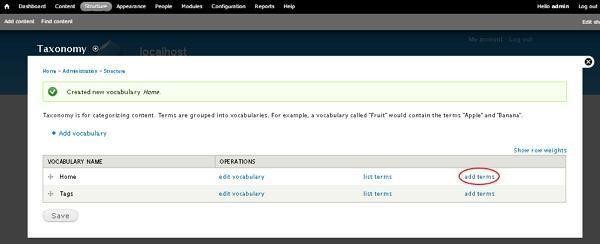 Dashboard Content Structure Appearance People Modules Configuration Reports Help Hello admin Log out
Add content Find content Edit sh
My account Log out
Taxonomy
localhost
Home » Administration » Structure
Created new vocabulary Home.
Taxonomy is for categorizing content. Terms are grouped into vocabularies. For example, a vocabulary called "Fruit" would contain the terms "Apple" and "Banana".
+ Add vocabulary
Show row weights
VOCABULARY NAME OPERATIONS
Home edit vocabulary list terms add terms
Tags edit vocabulary list terms add terms
Save